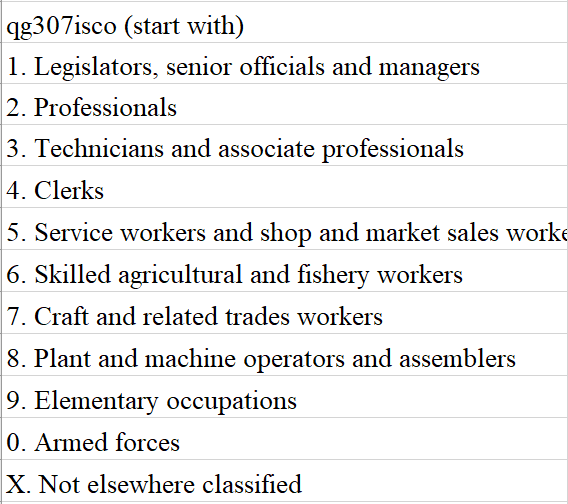 qg307isco (start with)
1. Legislators, senior officials and managers
2. Professionals
3. Technicians and associate professionals
4. Clerks
5. Service workers and shop and market sales worke
6. Skilled agricultural and fishery workers
7. Craft and related trades workers
8. Plant and machine operators and assemblers
9. Elementary occupations
0. Armed forces
X. Not elsewhere classified